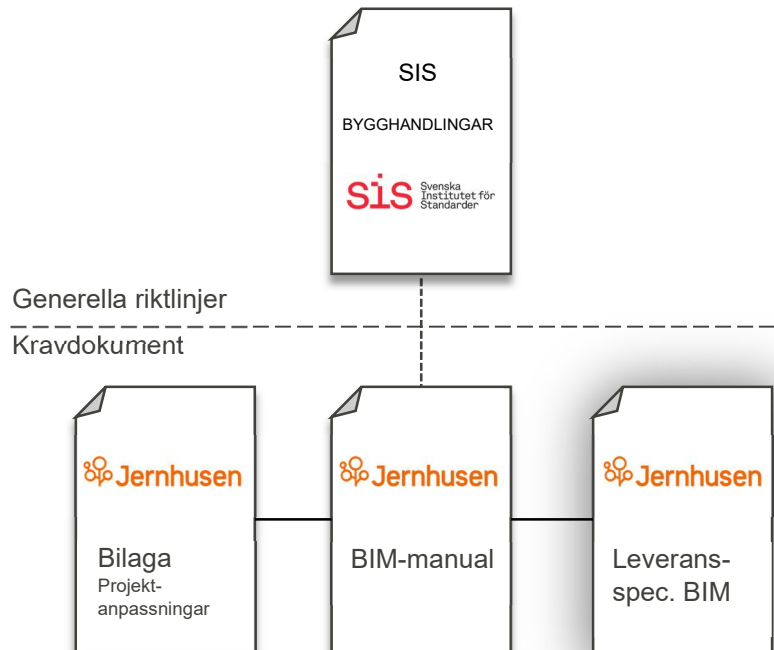 SIS
BYGGHANDLINGAR
sis Svenska
Institutet för
Standarder
Generella riktlinjer
Kravdokument
Jernhusen
Bilaga
Projekt-
anpassningar
Jernhusen
BIM-manual
Jernhusen
Leverans-
spec. BIM